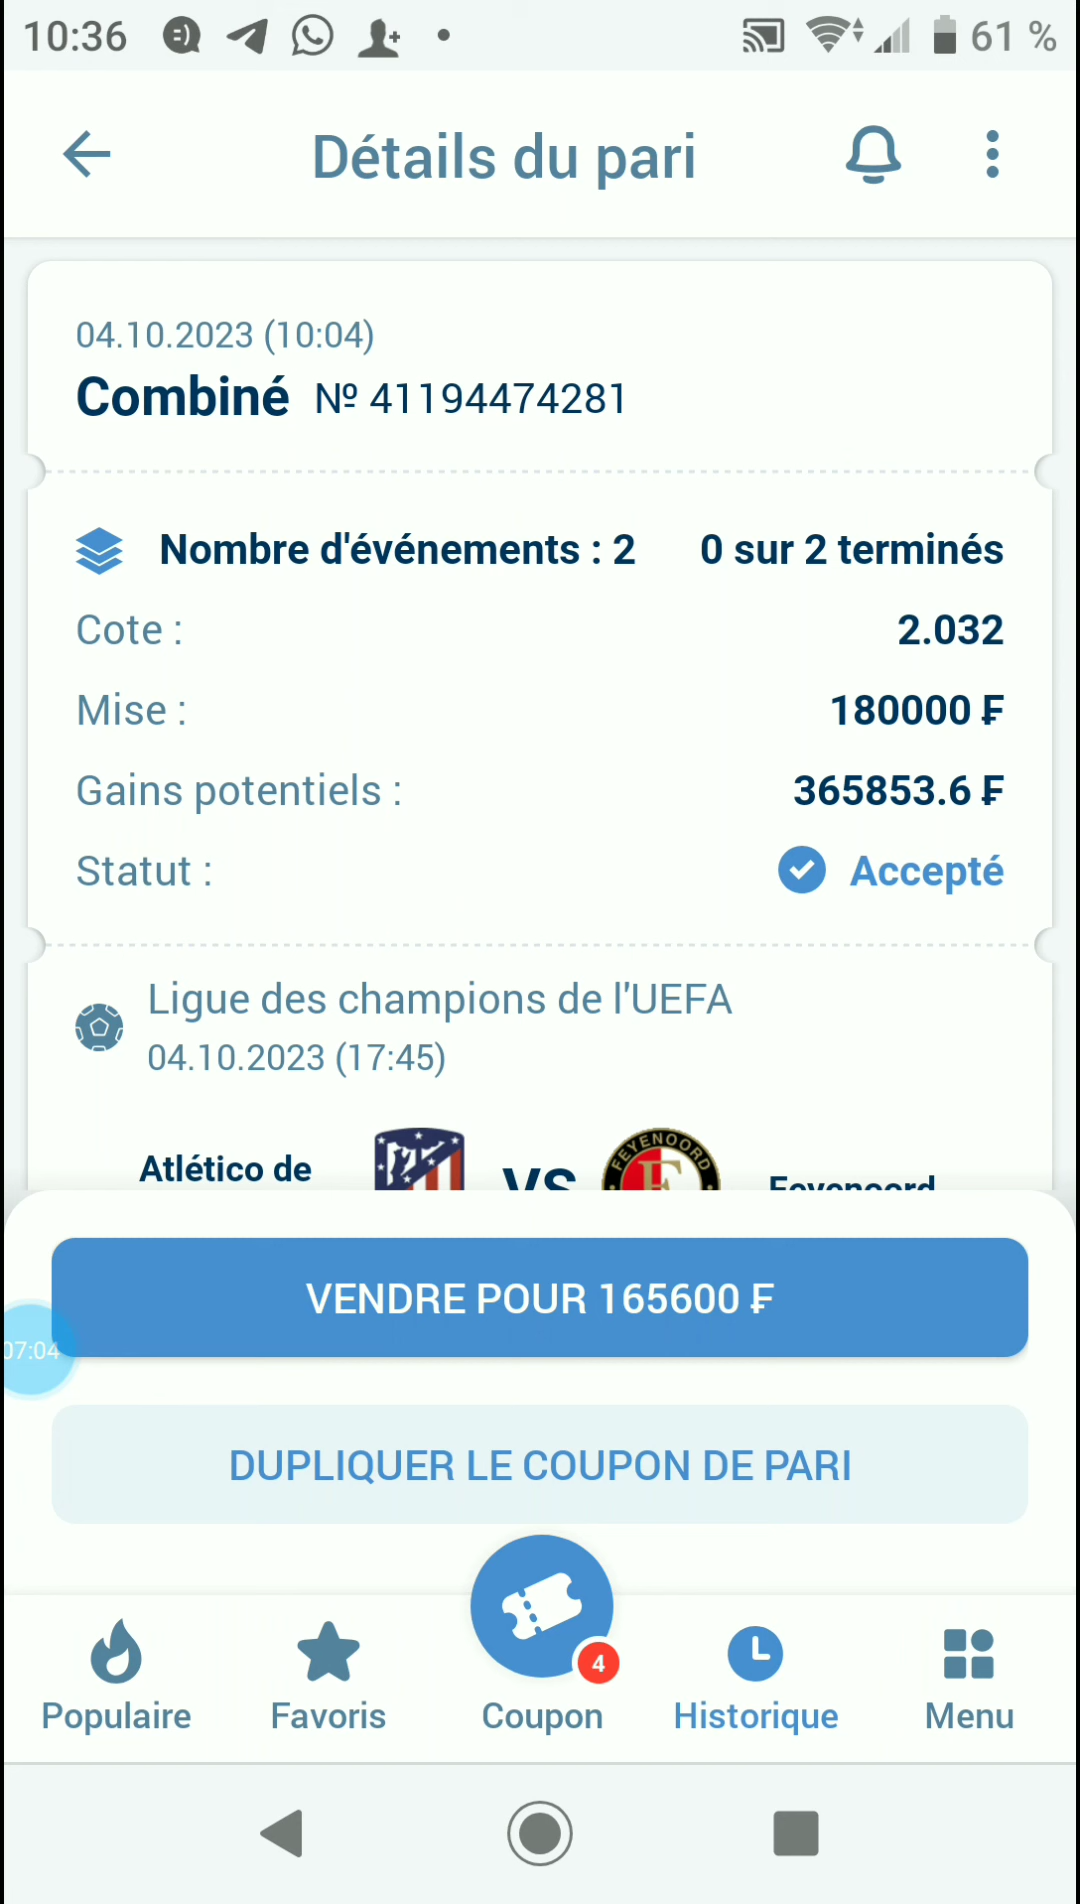 10:36
61 %
Détails du pari
04.10.2023 (10:04)
Combiné № 41194474281
Nombre d'événements : 2 0 sur 2 terminés
Cote : 2.032
Mise : 180000 ₣
Gains potentiels : 365853.6 ₣
Statut : Accepté
Ligue des champions de l'UEFA
04.10.2023 (17:45)
Atlético de VS FEYENOORD F Feyenoord
VENDRE POUR 165600 ₣
07:04
DUPLIQUER LE COUPON DE PARI
4
Populaire Favoris Coupon Historique Menu